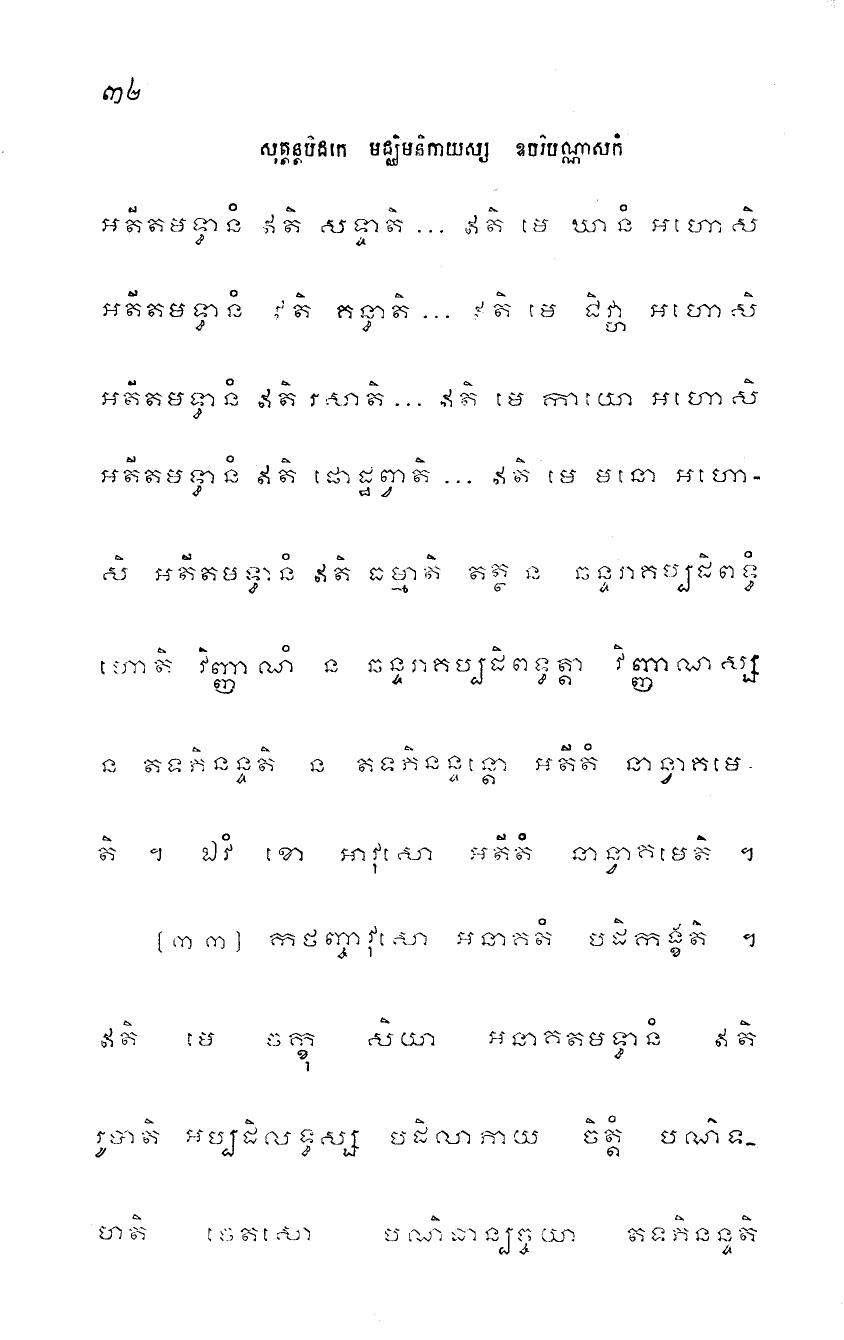 ៣២
សុត្តន្តបិដកេ មជ្ឈិមនិកាយស្ស ឧបរិបណ្ណាសកំ
អតីតមទ្ធានំ ឥតិ សទ្ទាតិ... ឥតិ មេ ឃានំ អហោសិ
អតីតមទ្ធានំ ឥតិ គន្ធាតិ... ឥតិ មេ ជិវ្ហា អហោសិ
អតីតមទ្ធានំ ឥតិ រសាតិ... ឥតិ មេ កាយោ អហោសិ
អតីតមទ្ធានំ ឥតិ ផោដ្ឋព្វាតិ... ឥតិ មេ មនោ អហោ-
សិ អតីតមទ្ធានំ ឥតិ ធម្មាតិ តត្ថ ន ឆន្ទរាគប្បដិពទ្ធំ
ហោតិ វិញ្ញាណំ ន ឆន្ទរាគប្បដិពទ្ធត្តា វិញ្ញាណស្ស
ន តទភិនន្ទតិ ន តទភិនន្ទន្តោ អតីតំ នាន្វាគមេ-
តិ ។ ឯវំ ខោ អាវុសោ អតីតំ នាន្វាគមេតិ ។
[៣៣] កថញ្ចាវុសោ អនាគតំ បដិកង្ខតិ ។
ឥតិ មេ ចក្ខុ សិយា អនាគតមទ្ធានំ ឥតិ
រូបាតិ អប្បដិលទ្ធស្ស បដិលាភាយ ចិត្តំ បណិទ-
ហតិ ចេតសោ បណិធានប្បច្ចយា តទភិនន្ទតិ